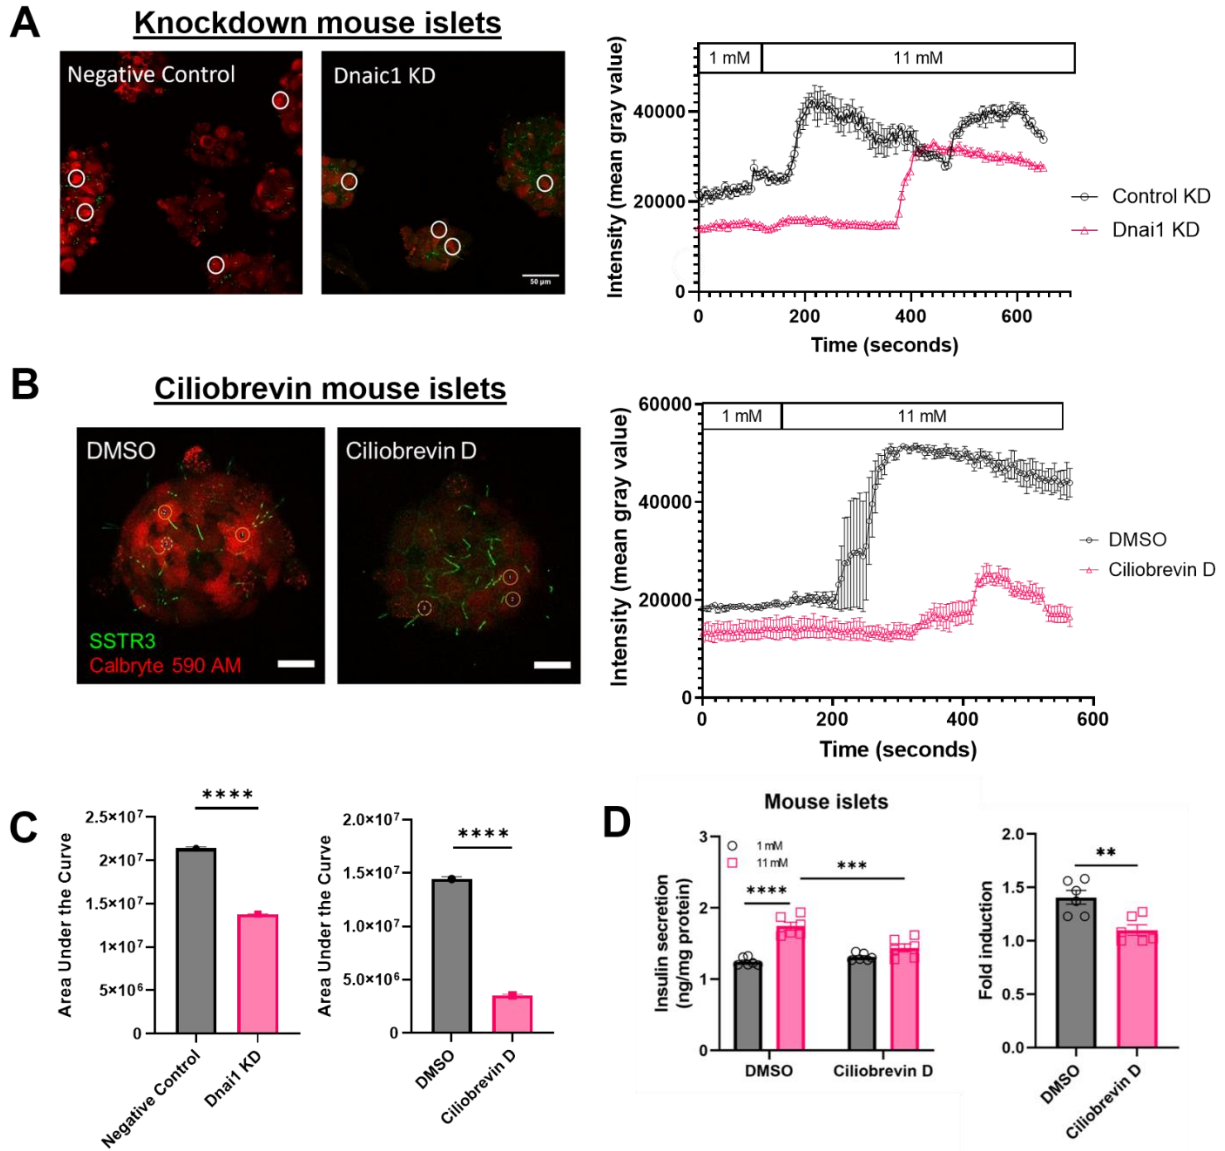 A
Knockdown mouse islets
Negative Control
Dnaic1 KD
50 µm
Intensity (mean gray value)
40000
20000
0
1 mM
11 mM
0
200
400
600
Time (seconds)
Control KD
Dnai1 KD
B
Ciliobrevin mouse islets
DMSO
SSTR3
Calbryte 590 AM
Ciliobrevin D
Intensity (mean gray value)
60000
40000
20000
0
1 mM
11 mM
0
200
400
600
Time (seconds)
DMSO
Ciliobrevin D
C
Area Under the Curve
2.5×10⁷
2×10⁷
1.5×10⁷
1×10⁷
5×10⁶
0
****
Negative Control
Dnai1 KD
Area Under the Curve
2.0×10⁷
1.5×10⁷
1.0×10⁷
5.0×10⁶
0
****
DMSO
Ciliobrevin D
D
Mouse islets
Insulin secretion
(ng/mg protein)
3
2
1
0
1 mM
11 mM
****
***
DMSO
Ciliobrevin D
Fold induction
2.0
1.5
1.0
0.5
0.0
**
DMSO
Ciliobrevin D